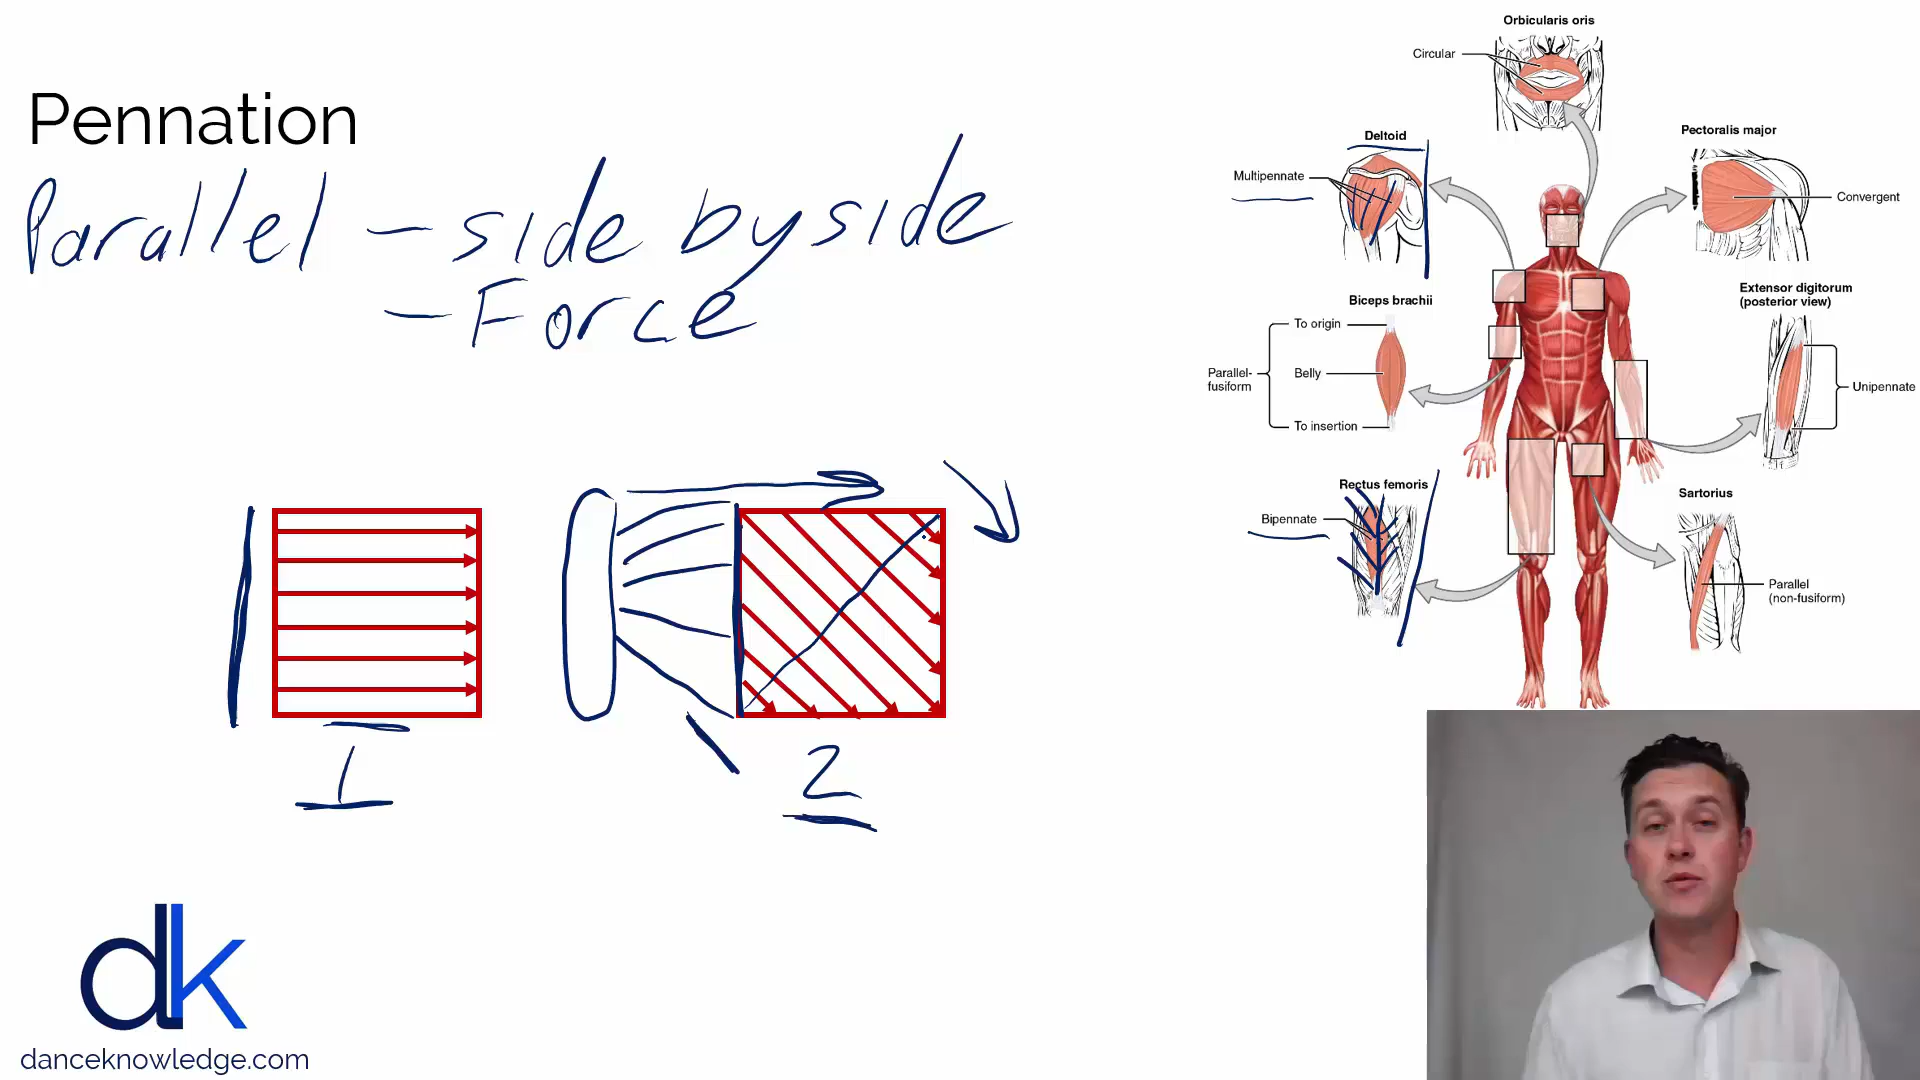 Pennation
Parallel - side by side
- Force
1
2
dk
danceknowledge.com
Orbicularis oris
Circular
Deltoid
Multipennate
Pectoralis major
Convergent
Biceps brachii
To origin
Parallel-
fusiform
Belly
To insertion
Extensor digitorum
(posterior view)
Unipennate
Rectus femoris
Bipennate
Sartorius
Parallel
(non-fusiform)